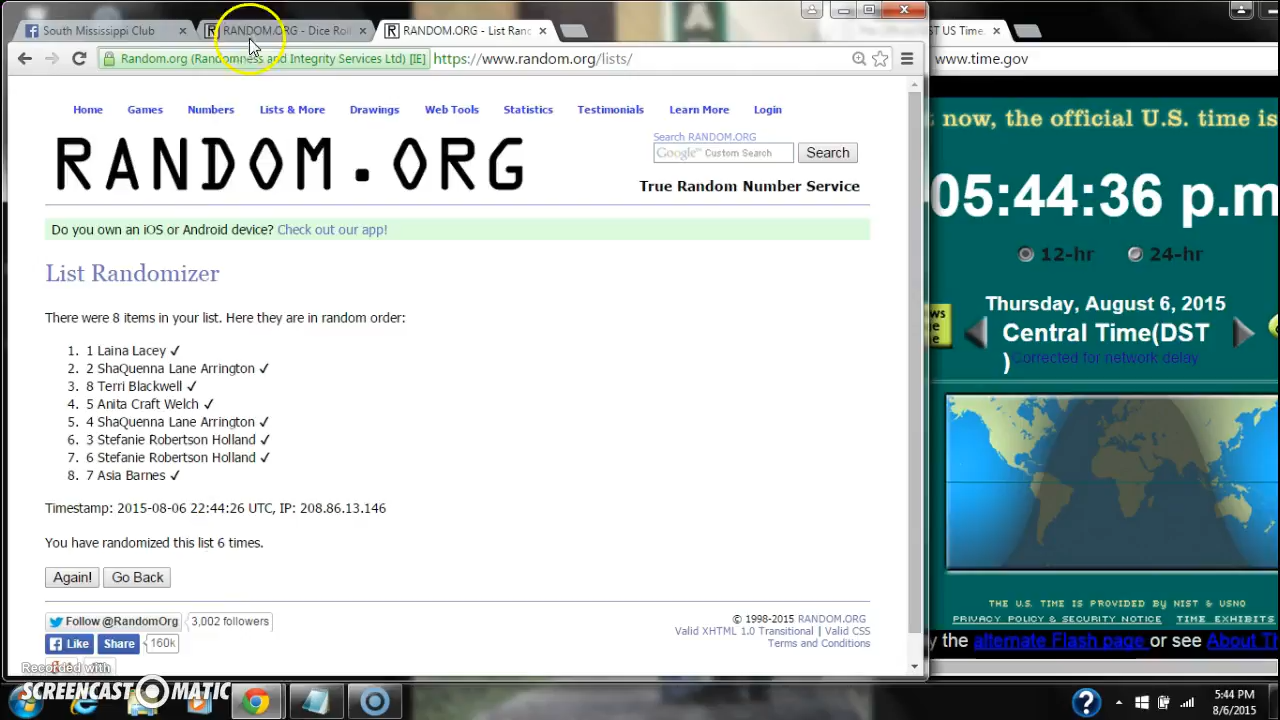 South Mississippi Club
RANDOM.ORG - Dice Roll
RANDOM.ORG - List Ran
ST US Time.
Random.org (Randomness and Integrity Services Ltd) [IE]
https://www.random.org/lists/
www.time.gov
Home Games Numbers Lists & More Drawings Web Tools Statistics Testimonials Learn More Login
RANDOM.ORG
Search RANDOM.ORG
Google™ Custom Search
Search
True Random Number Service
Do you own an iOS or Android device? Check out our app!
List Randomizer
There were 8 items in your list. Here they are in random order:
1. 1 Laina Lacey ✓
2. 2 ShaQuenna Lane Arrington ✓
3. 8 Terri Blackwell ✓
4. 5 Anita Craft Welch ✓
5. 4 ShaQuenna Lane Arrington ✓
6. 3 Stefanie Robertson Holland ✓
7. 6 Stefanie Robertson Holland ✓
8. 7 Asia Barnes ✓
Timestamp: 2015-08-06 22:44:26 UTC, IP: 208.86.13.146
You have randomized this list 6 times.
Again! Go Back
Follow @RandomOrg 3,002 followers
Like Share 160k
© 1998-2015 RANDOM.ORG
Valid XHTML 1.0 Transitional | Valid CSS
Terms and Conditions
t now, the official U.S. time is
05:44:36 p.m
12-hr 24-hr
Thursday, August 6, 2015
Central Time(DST
)
Corrected for network delay
THE U.S. TIME IS PROVIDED BY NIST & USNO
PRIVACY POLICY & SECURITY NOTICE TIME EXHIBITS
y the alternate Flash page or see About Th
Recorded with
SCREENCAST-O-MATIC
5:44 PM
8/6/2015